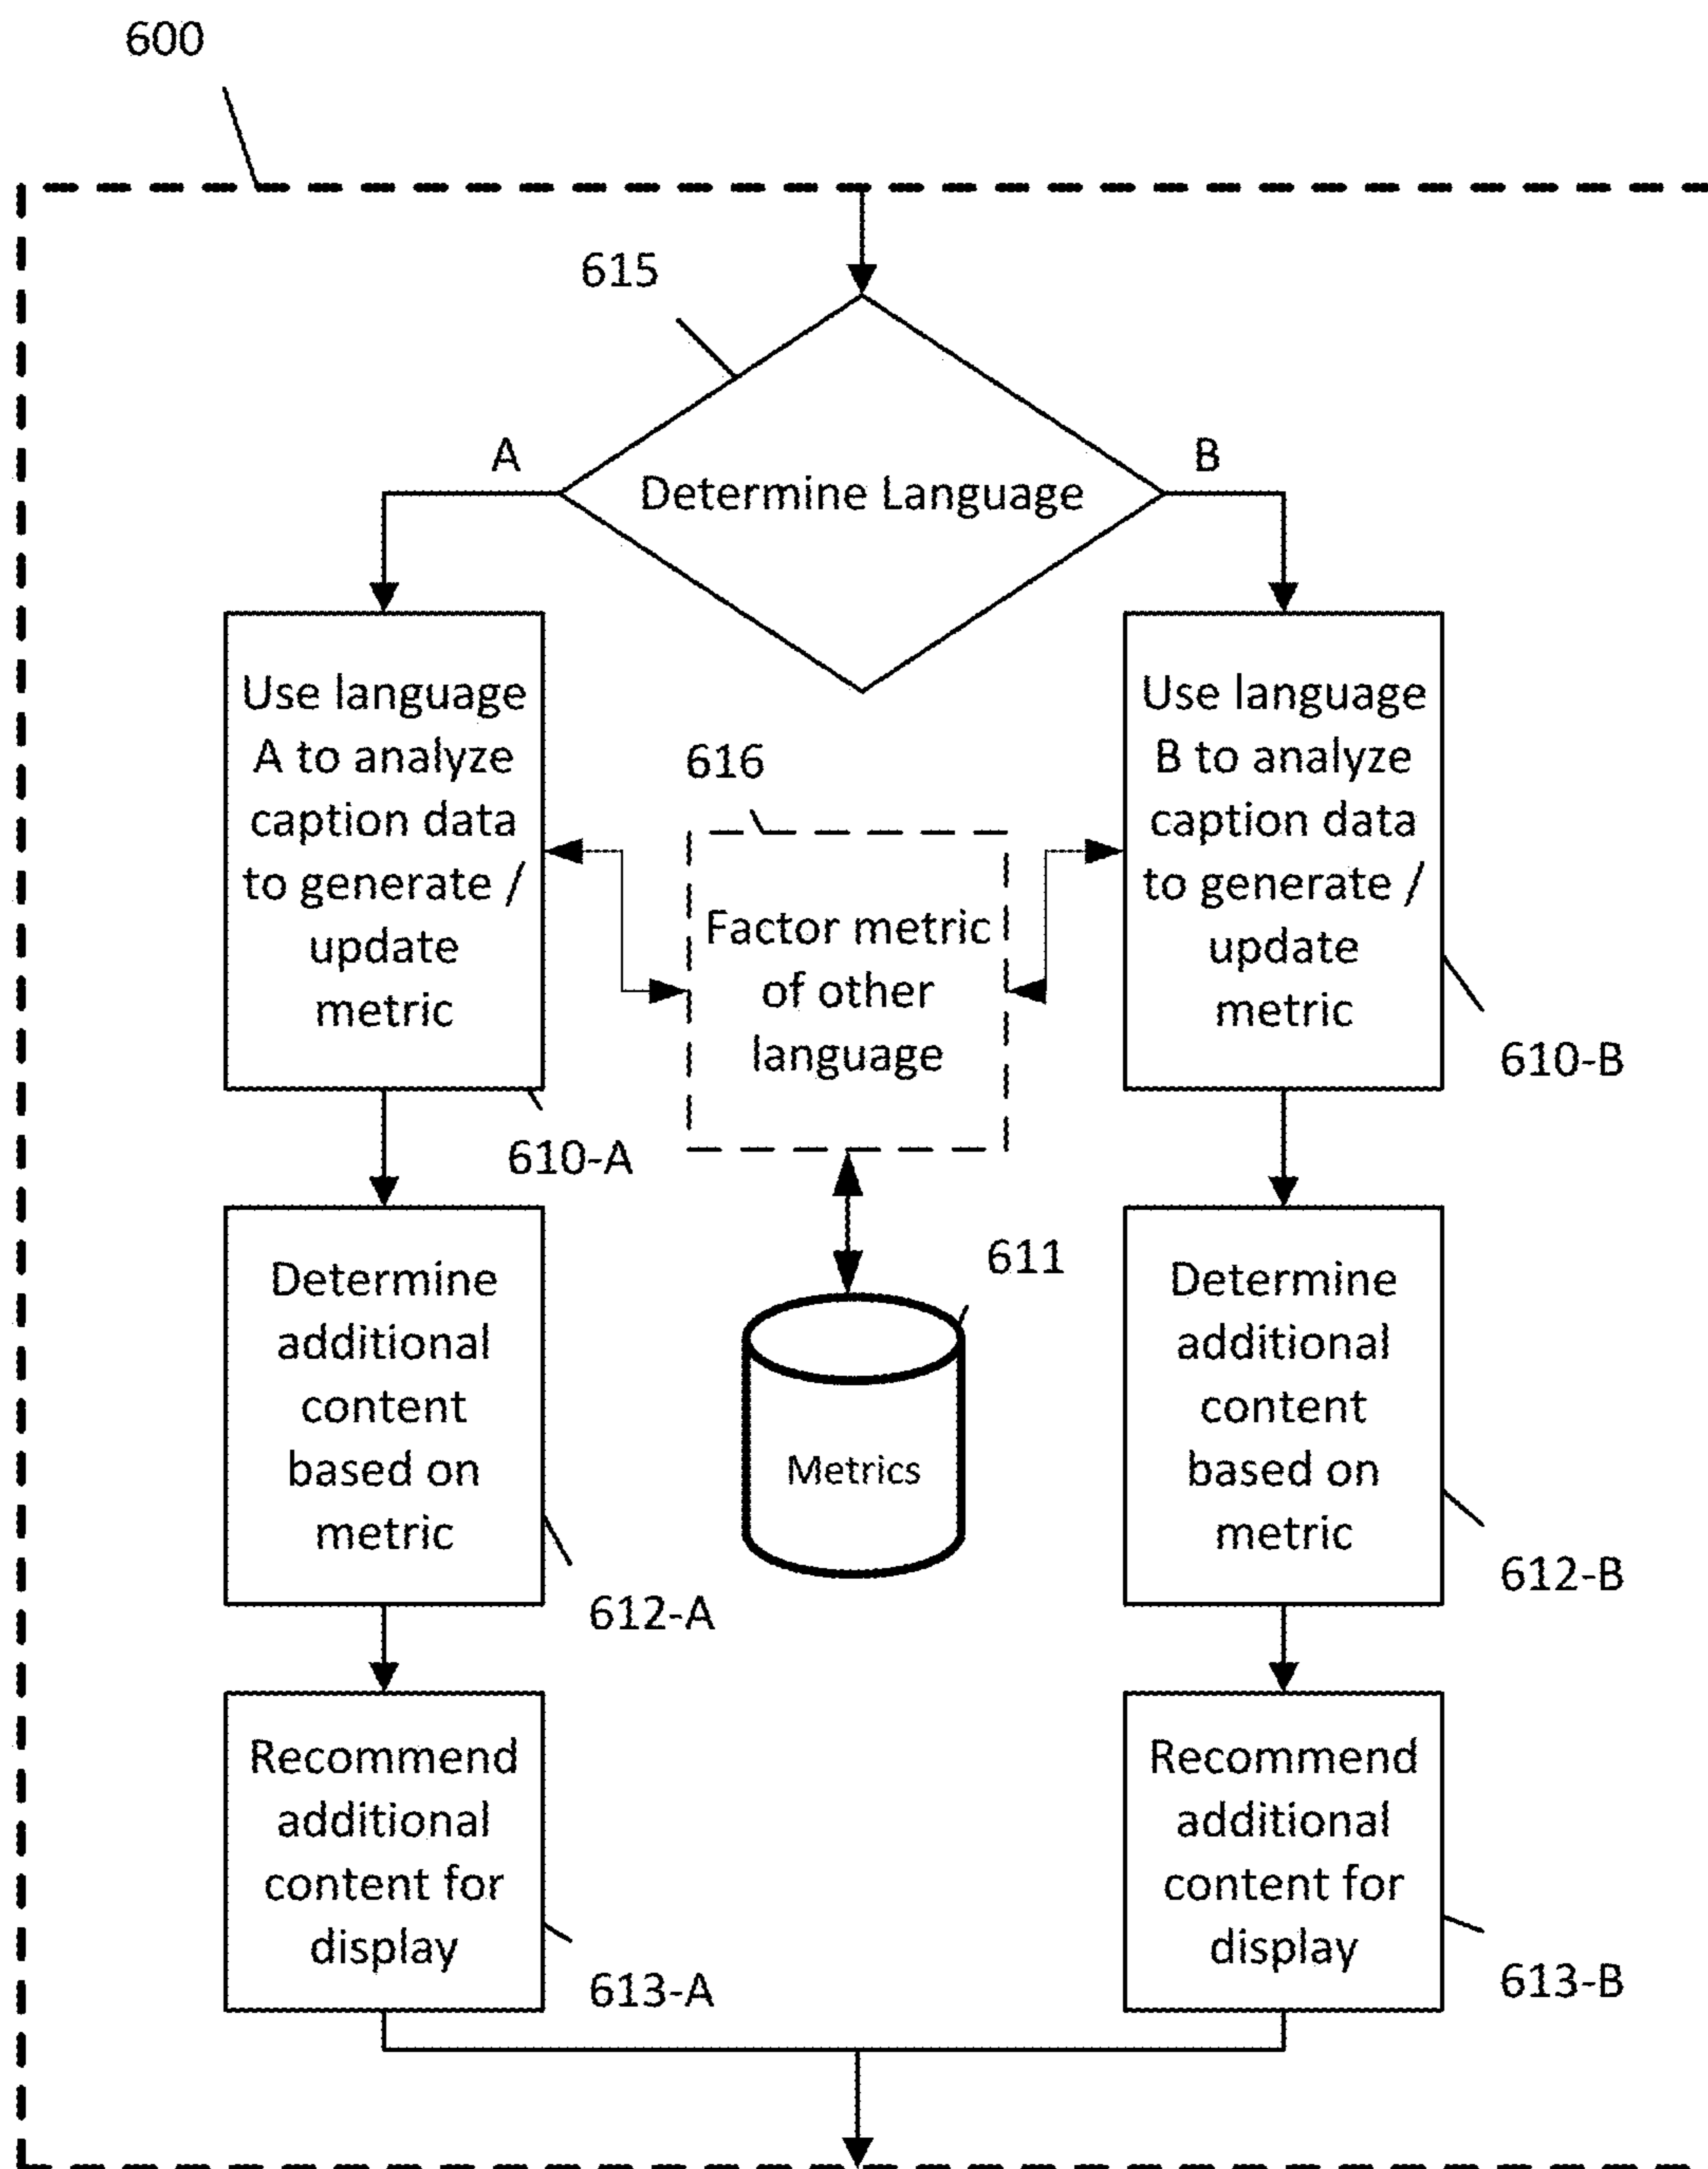 600
615
A
B
Determine Language
Use language
A to analyze
caption data
to generate /
update
metric
610-A
616
Factor metric
of other
language
Use language
B to analyze
caption data
to generate /
update
metric
610-B
611
Metrics
Determine
additional
content
based on
metric
612-A
Determine
additional
content
based on
metric
612-B
Recommend
additional
content for
display
613-A
Recommend
additional
content for
display
613-B